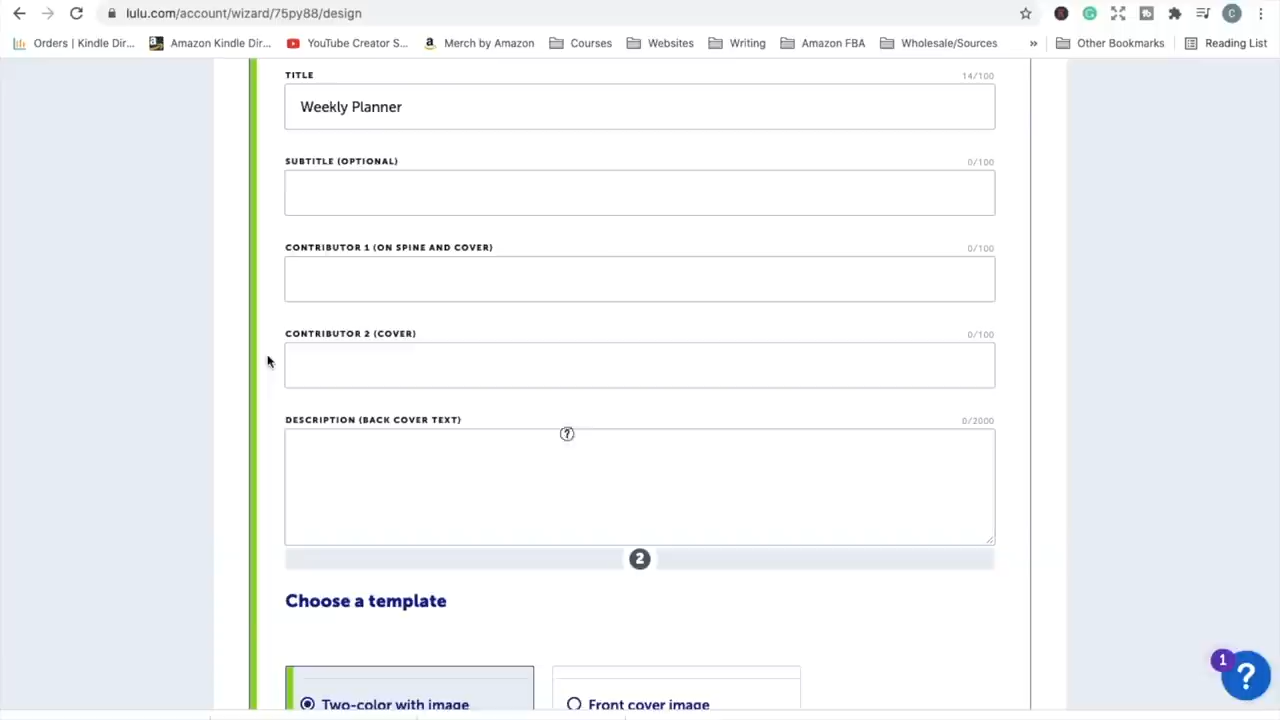 lulu.com/account/wizard/75py88/design
C
Orders | Kindle Dir...
Amazon Kindle Dir...
YouTube Creator S...
Merch by Amazon
Courses
Websites
Writing
Amazon FBA
Wholesale/Sources
»
Other Bookmarks
Reading List
TITLE
14/100
Weekly Planner
SUBTITLE (OPTIONAL)
0/100
CONTRIBUTOR 1 (ON SPINE AND COVER)
0/100
CONTRIBUTOR 2 (COVER)
0/100
DESCRIPTION (BACK COVER TEXT)
0/2000
?
2
Choose a template
Two-color with image
Front cover image
1
?